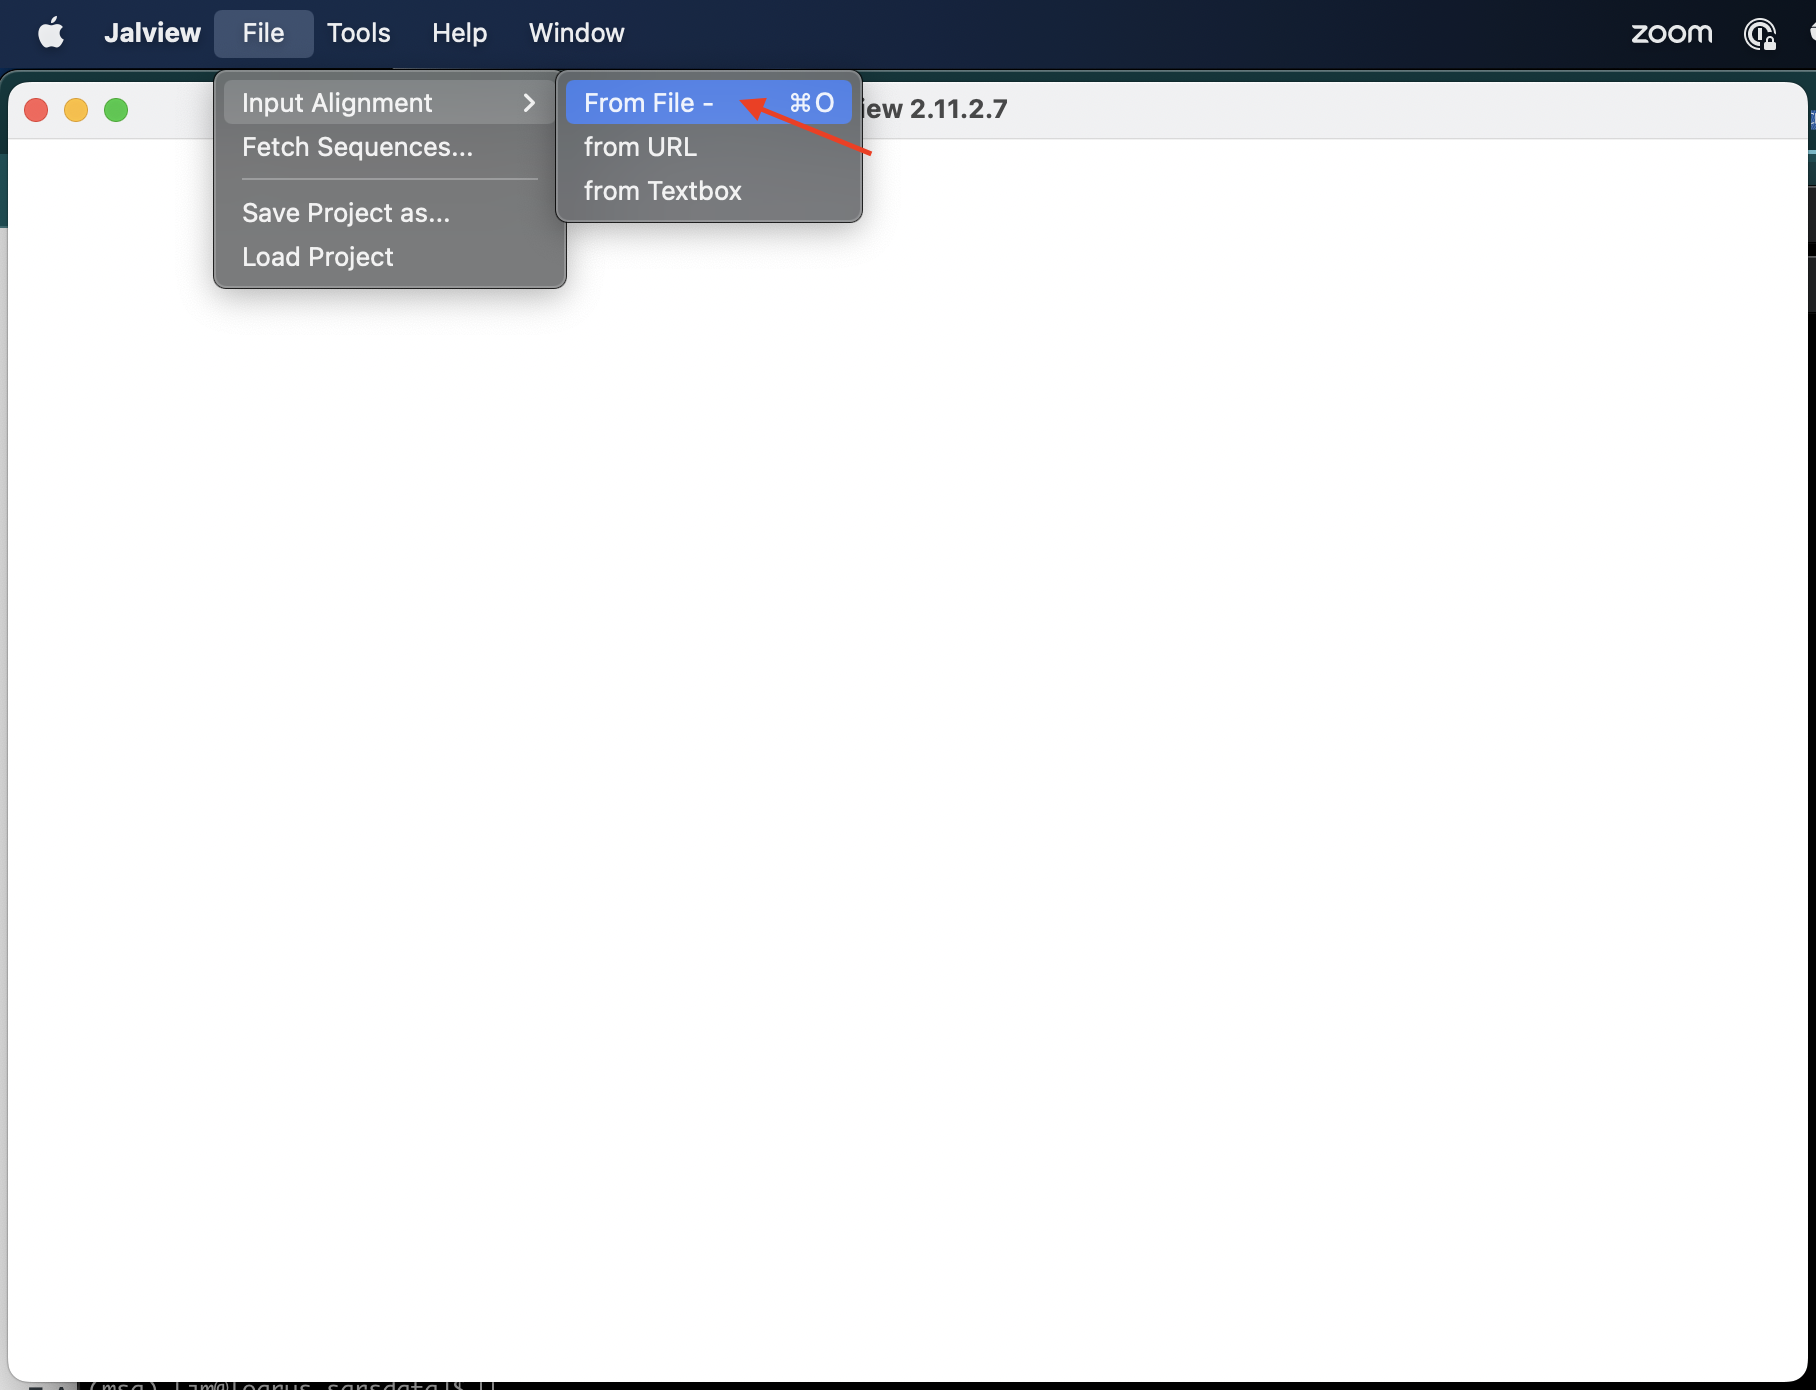 Jalview File Tools Help Window zoom
Input Alignment
From File - ⌘O
iew 2.11.2.7
Fetch Sequences...
from URL
Save Project as...
from Textbox
Load Project